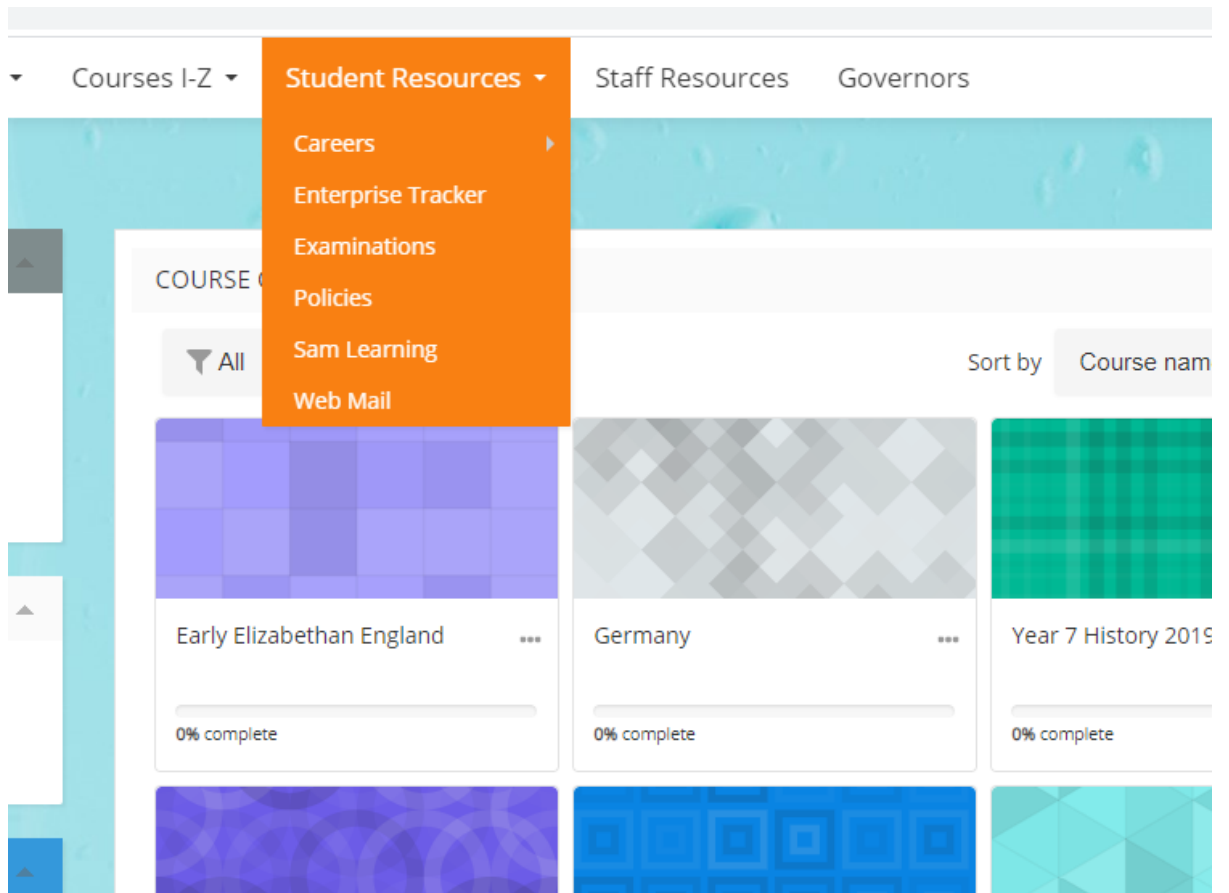 Courses I-Z Student Resources Staff Resources Governors
Careers
Enterprise Tracker
Examinations
COURSE
Policies
Sam Learning
All Sort by Course
Web Mail
Early Elizabethan England Germany Year 7 History 2019
0% complete 0% complete 0% complete